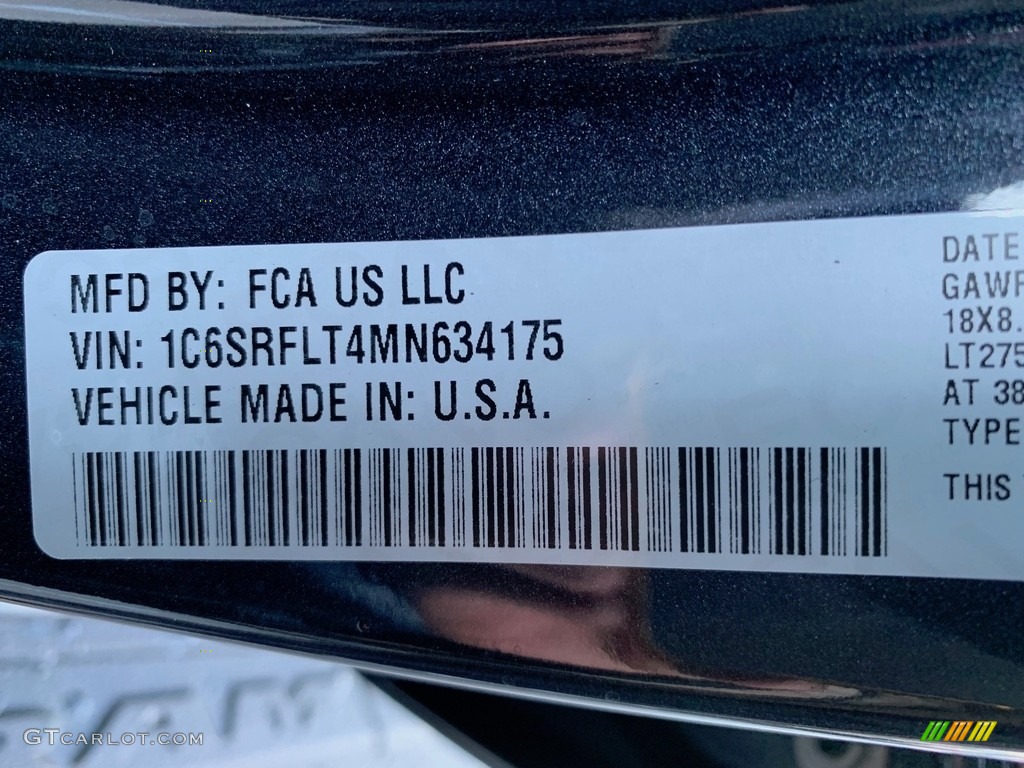 MFD BY: FCA US LLC
VIN: 1C6SRFLT4MN634175
VEHICLE MADE IN: U.S.A.
DATE
GAWR
18X8.
LT275
AT 38
TYPE
THIS
GTCARLOT.COM